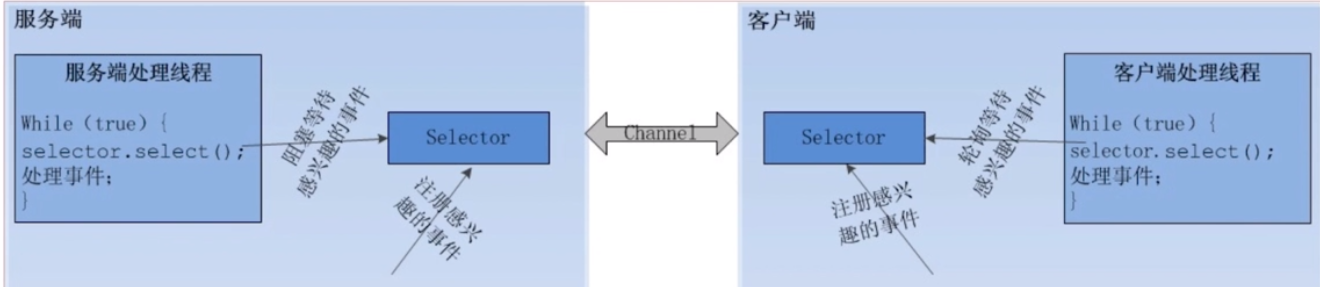 服务端
服务端处理线程
While (true) {
selector.select();
处理事件;
}
阻塞等待
感兴趣的事件
Selector
注册感兴
趣的事件
Channel
客户端
Selector
轮询等待
感兴趣的事件
注册感兴
趣的事件
客户端处理线程
While (true) {
selector.select();
处理事件;
}